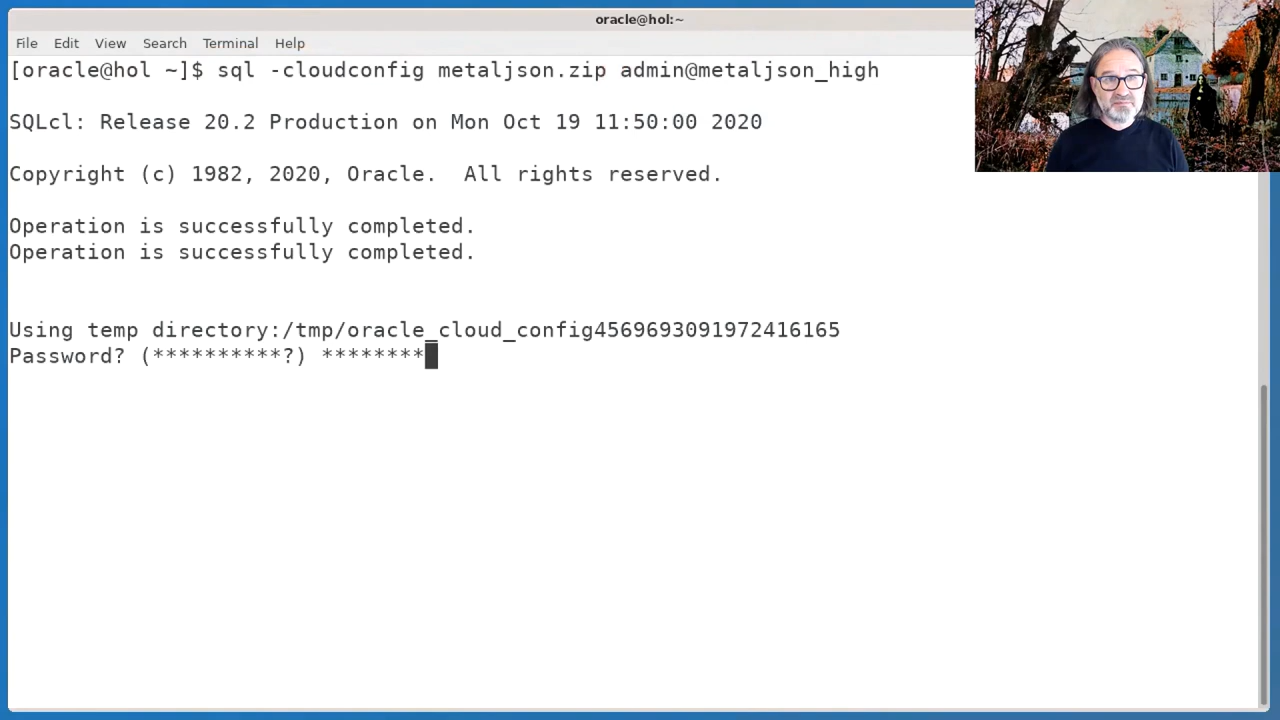 oracle@hol:~
File Edit View Search Terminal Help
[oracle@hol ~]$ sql -cloudconfig metaljson.zip admin@metaljson_high
SQLcl: Release 20.2 Production on Mon Oct 19 11:50:00 2020
Copyright (c) 1982, 2020, Oracle.  All rights reserved.
Operation is successfully completed.
Operation is successfully completed.
Using temp directory:/tmp/oracle_cloud_config4569693091972416165
Password? (**********?) ********